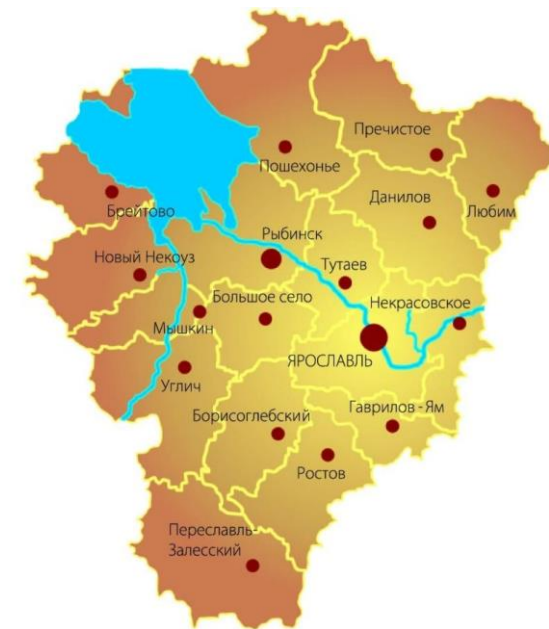 Пречистое
Пошехонье
Данилов
Любим
Брейтово
Рыбинск
Новый Некоуз
Тутаев
Большое село
Некрасовское
Мышкин
ЯРОСЛАВЛЬ
Углич
Борисоглебский
Гаврилов - Ям
Ростов
Переславль-
Залесский